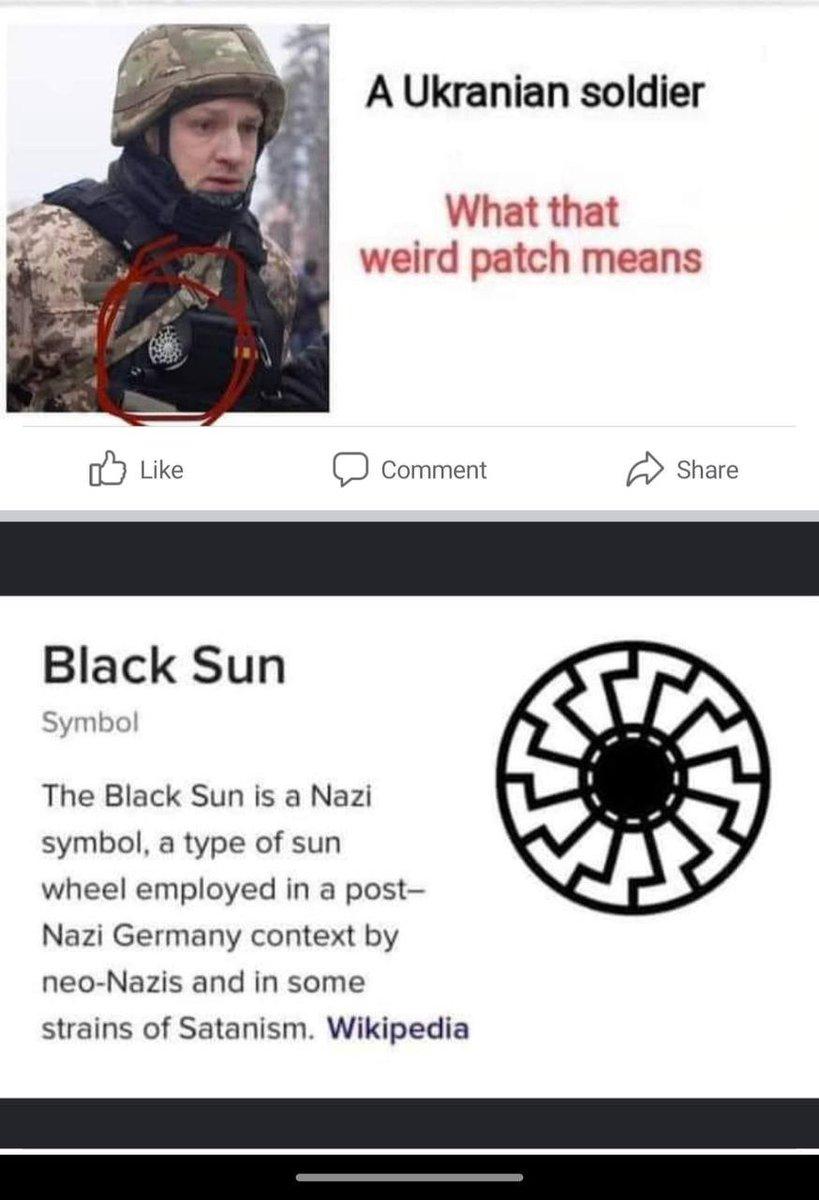 A Ukranian soldier
What that
weird patch means
Like
Comment
Share
Black Sun
Symbol
The Black Sun is a Nazi
symbol, a type of sun
wheel employed in a post–
Nazi Germany context by
neo-Nazis and in some
strains of Satanism. Wikipedia